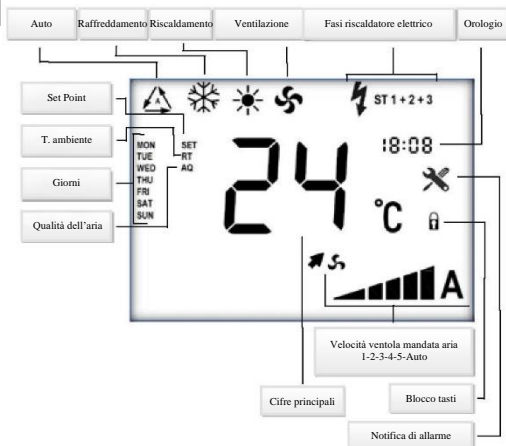 Auto
Raffreddamento
Riscaldamento
Ventilazione
Fasi riscaldatore elettrico
Orologio
A
ST 1 + 2 + 3
Set Point
T. ambiente
Giorni
Qualità dell'aria
MON
TUE
WED
THU
FRI
SAT
SUN
SET
RT
AQ
24
18:08
°C
A
Velocità ventola mandata aria
1-2-3-4-5-Auto
Cifre principali
Blocco tasti
Notifica di allarme